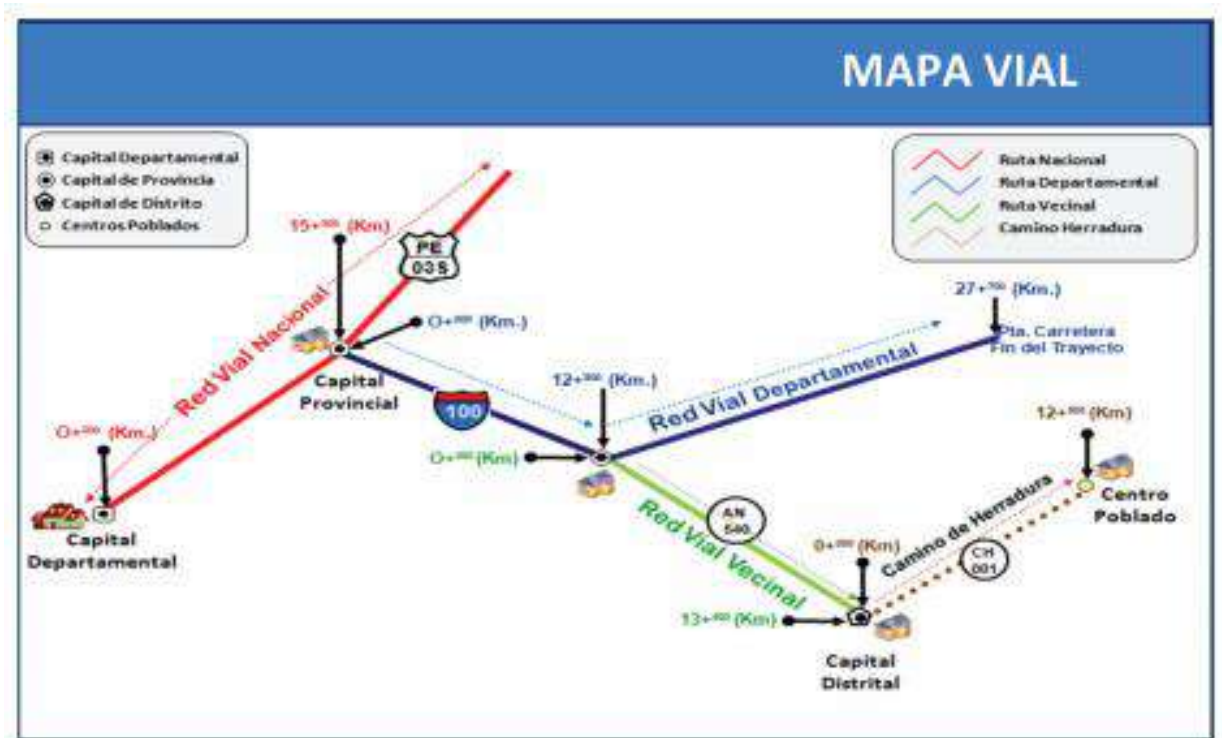 MAPA VIAL
Capital Departamental
Capital de Provincia
Capital de Distrito
Centros Poblados
Ruta Nacional
Ruta Departamental
Ruta Vecinal
Camino Herradura
15+ (Km)
PE
03S
Red Vial Nacional
O+ (Km.)
27+ (Km.)
Pta. Carretera
Fin del Trayecto
Capital
Provincial
100
12+ (Km.)
Red Vial Departamental
O+ (Km.)
12+ (Km)
O+ (Km)
Capital
Departamental
AN
540
Red Vial Vecinal
0+ (Km)
Camino de Herradura
CH
001
Centro
Poblado
13+ (Km)
Capital
Distrital